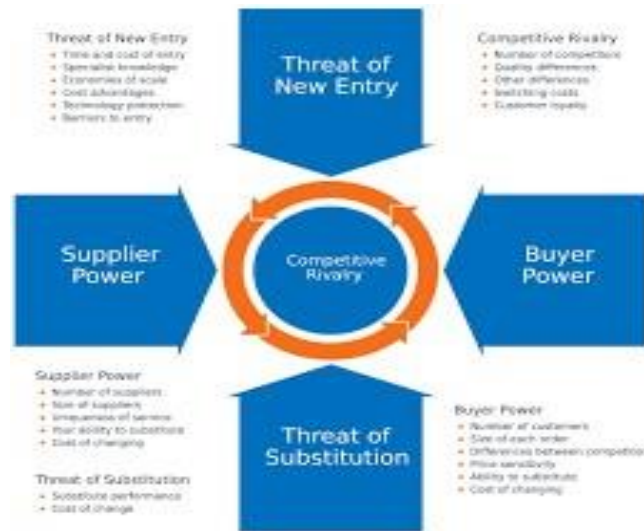 Threat of New Entry
Time and cost of entry
Specialist knowledge
Economies of scale
Cost advantages
Technology protection
Barriers to entry
Threat of
New Entry
Competitive Rivalry
Number of competitors
Quality differences
Other differences
Switching costs
Customer loyalty
Supplier
Power
Competitive
Rivalry
Buyer
Power
Supplier Power
Number of suppliers
Size of suppliers
Uniqueness of service
Your ability to substitute
Cost of changing
Threat of Substitution
Substitute performance
Cost of change
Threat of
Substitution
Buyer Power
Number of customers
Size of each order
Differences between competitor
Price sensitivity
Ability to substitute
Cost of changing